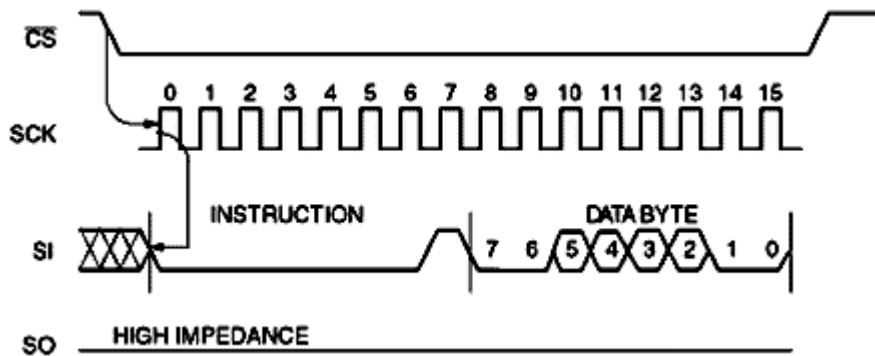 C̅S̅
0 1 2 3 4 5 6 7 8 9 10 11 12 13 14 15
SCK
INSTRUCTION DATA BYTE
SI 7 6 5 4 3 2 1 0
HIGH IMPEDANCE
SO